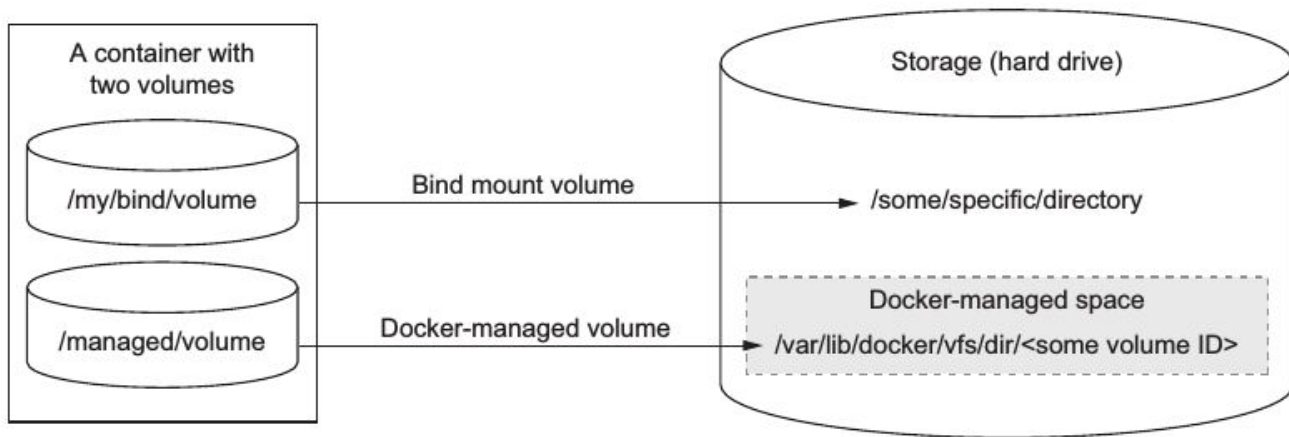 A container with
two volumes
/my/bind/volume
/managed/volume
Bind mount volume
Docker-managed volume
Storage (hard drive)
/some/specific/directory
Docker-managed space
/var/lib/docker/vfs/dir/<some volume ID>